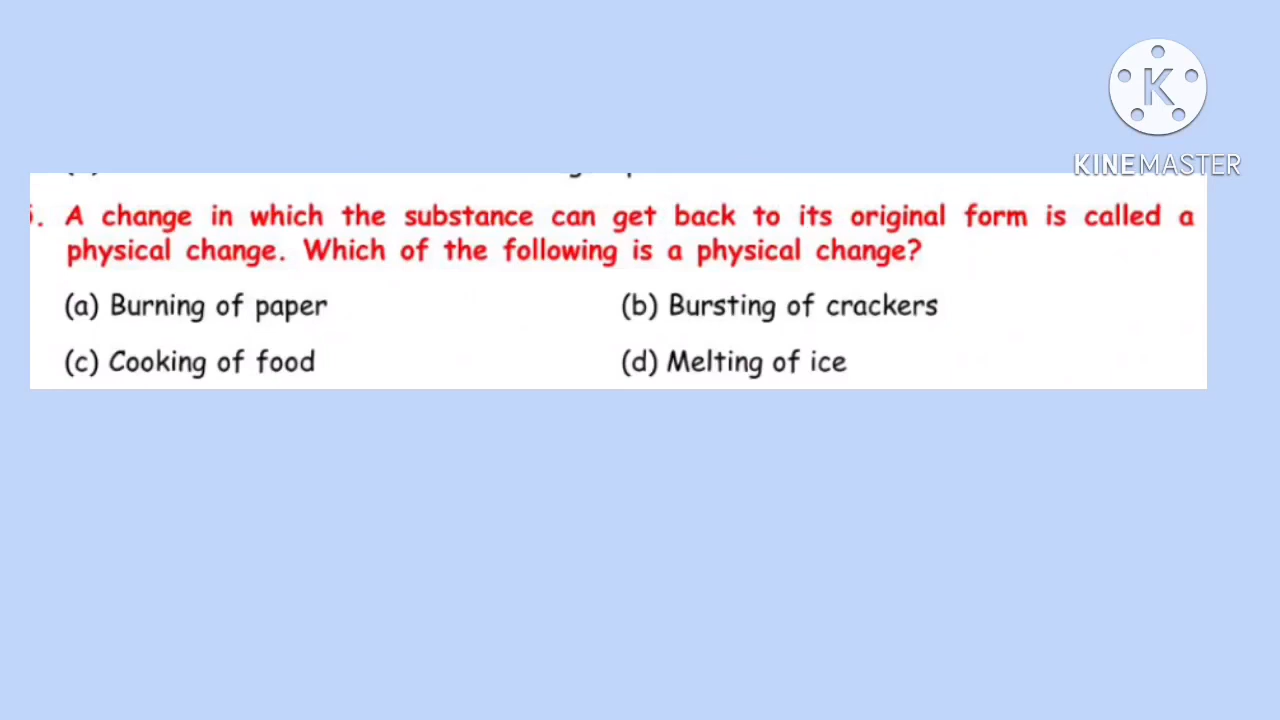 KINEMASTER
. A change in which the substance can get back to its original form is called a
physical change. Which of the following is a physical change?
(a) Burning of paper (b) Bursting of crackers
(c) Cooking of food (d) Melting of ice